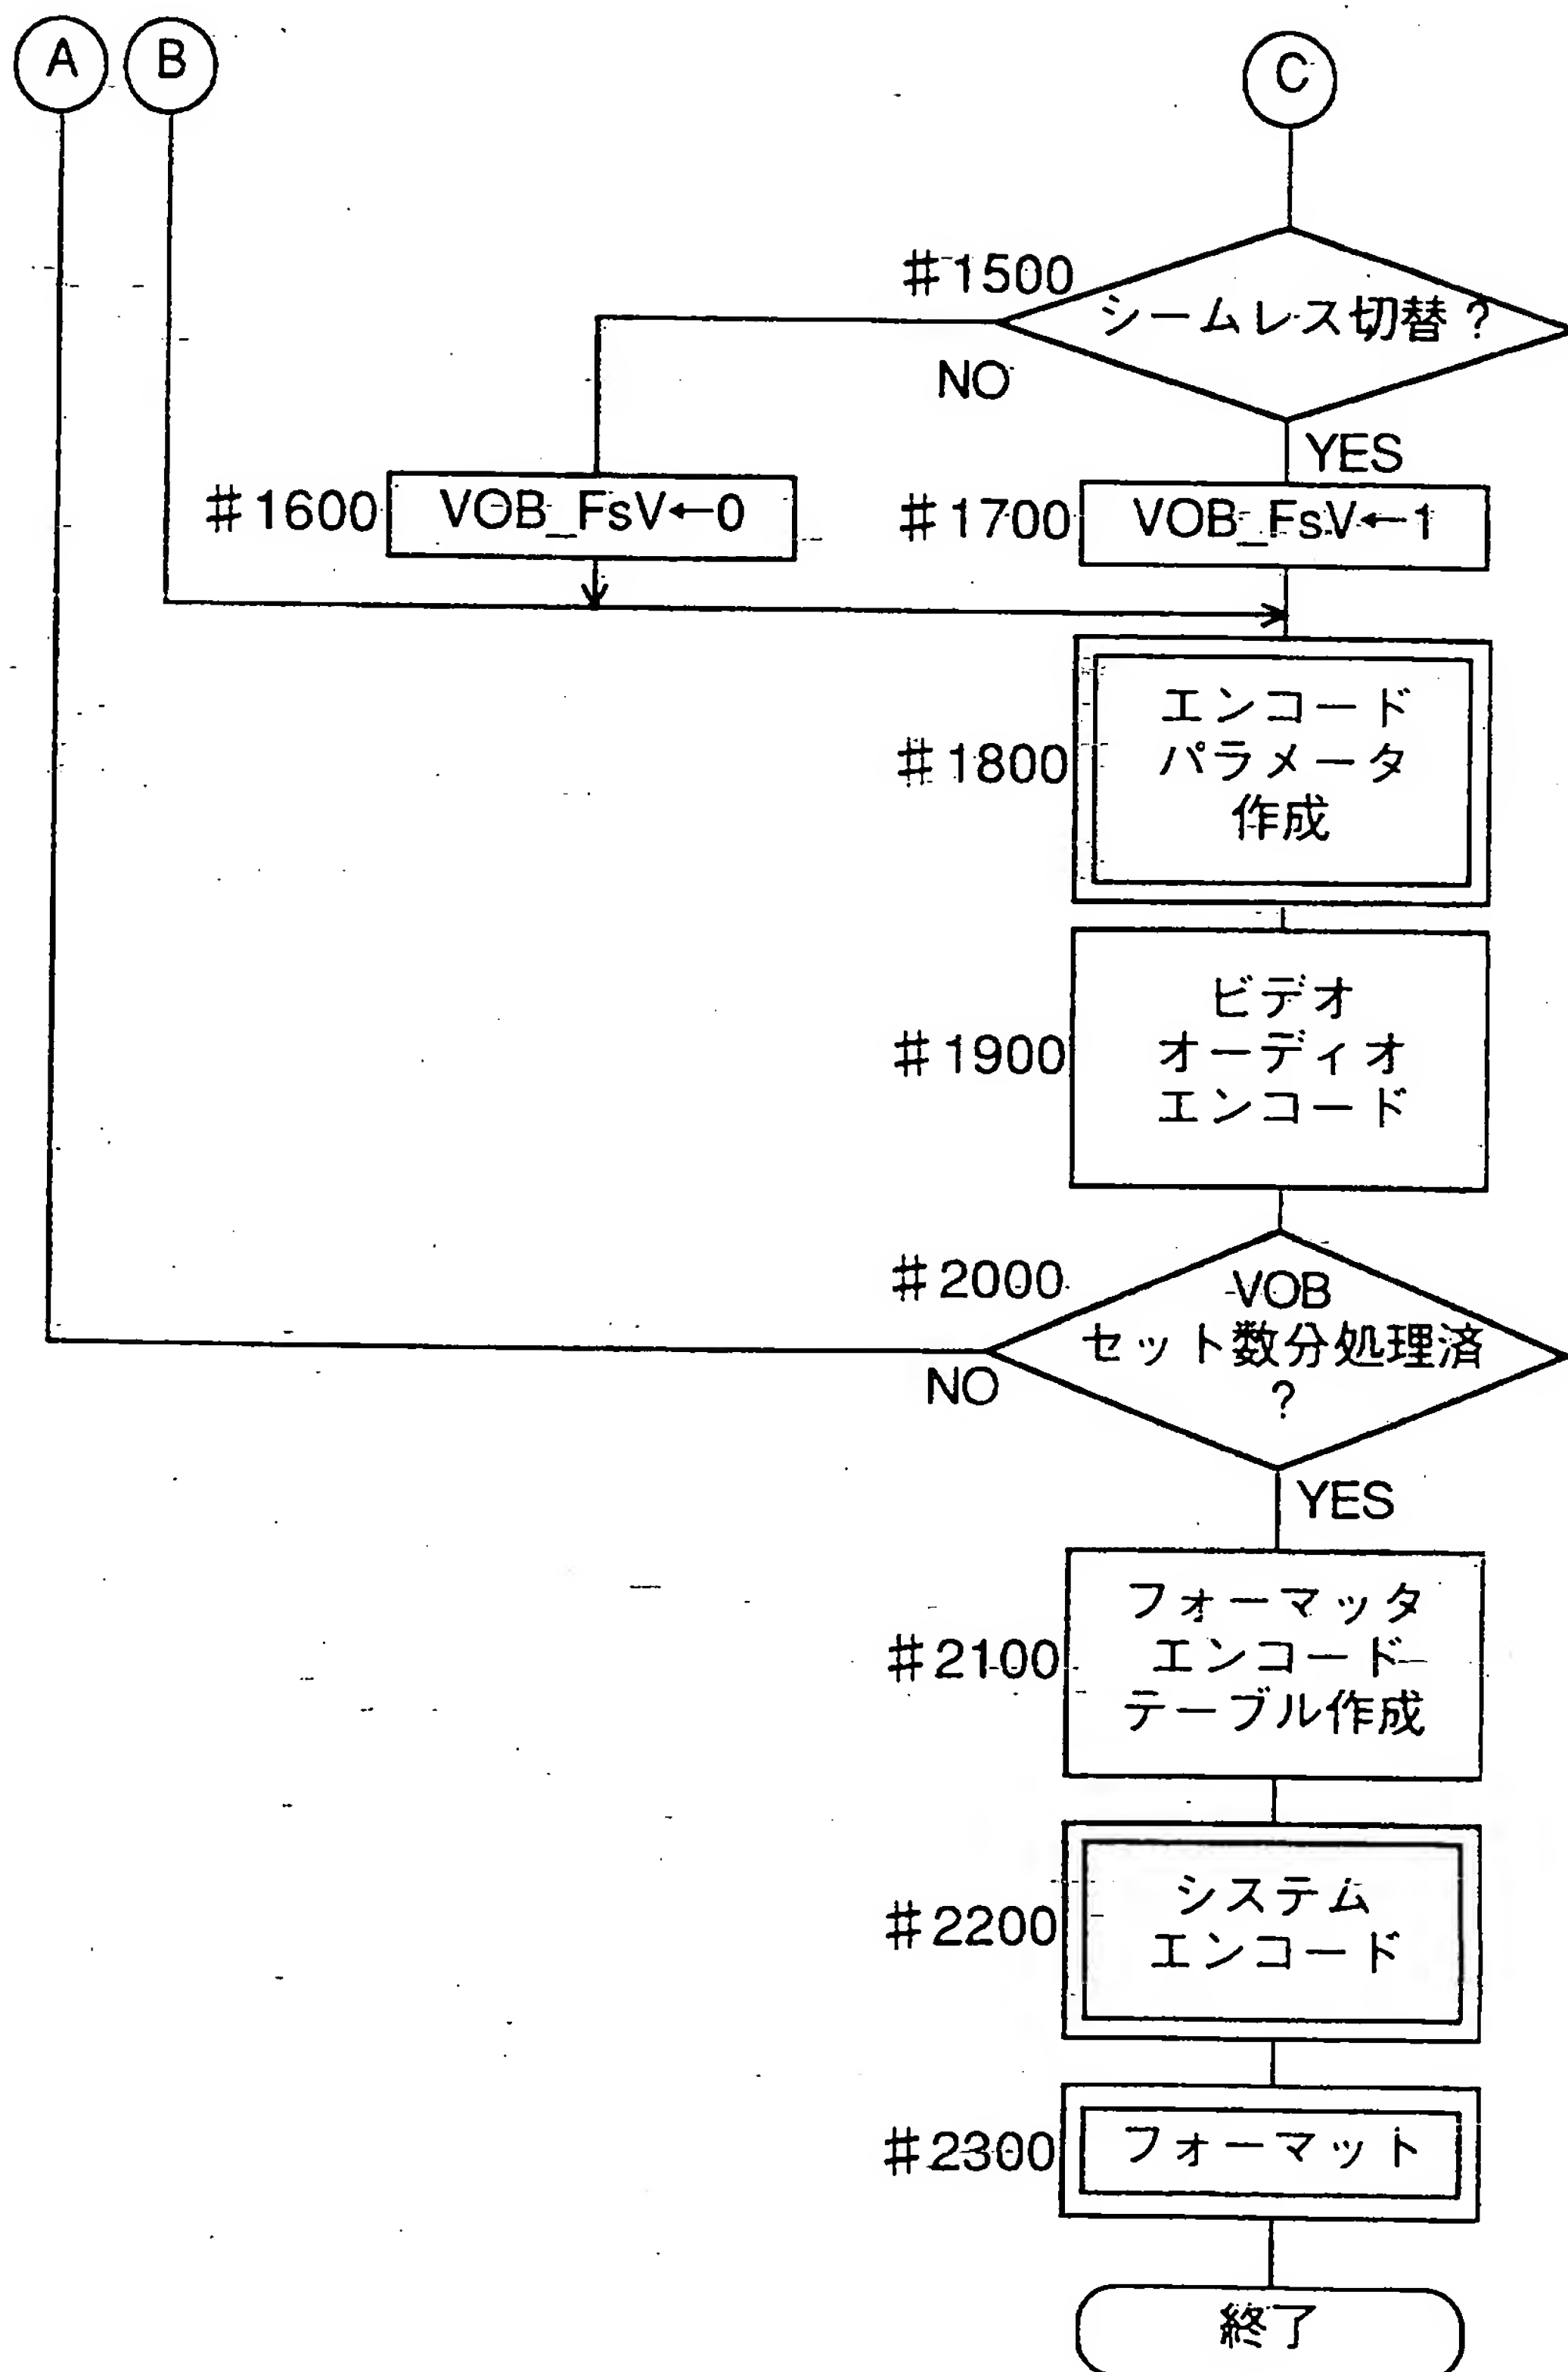 A
B
C
#1500
シームレス切替?
NO
YES
#1600
VOB_FsV←0
#1700
VOB_FsV←1
#1800
エンコード
パラメータ
作成
#1900
ビデオ
オーディオ
エンコード
#2000
VOB
セット数分処理済
?
NO
YES
#2100
フォーマッタ
エンコード
テーブル作成
#2200
システム
エンコード
#2300
フォーマット
終了